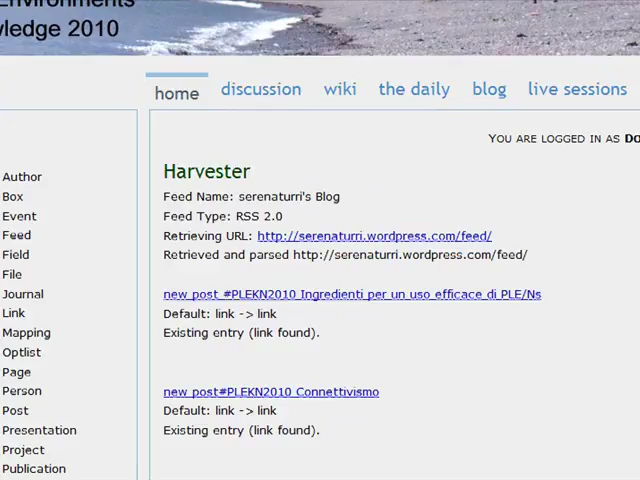 2010
home
discussion
wiki
the daily
blog
live sessions
YOU ARE LOGGED IN AS
Author
Box
Event
Feed
Field
File
Journal
Link
Mapping
Optlist
Page
Person
Post
Presentation
Project
Publication
Harvester
Feed Name: serenaturri's Blog
Feed Type: RSS 2.0
Retrieving URL: http://serenaturri.wordpress.com/feed/
Retrieved and parsed http://serenaturri.wordpress.com/feed/
new post #PLEKN2010 Ingredienti per un uso efficace di PLE/Ns
Default: link -> link
Existing entry (link found).
new post#PLEKN2010 Connettivismo
Default: link -> link
Existing entry (link found).